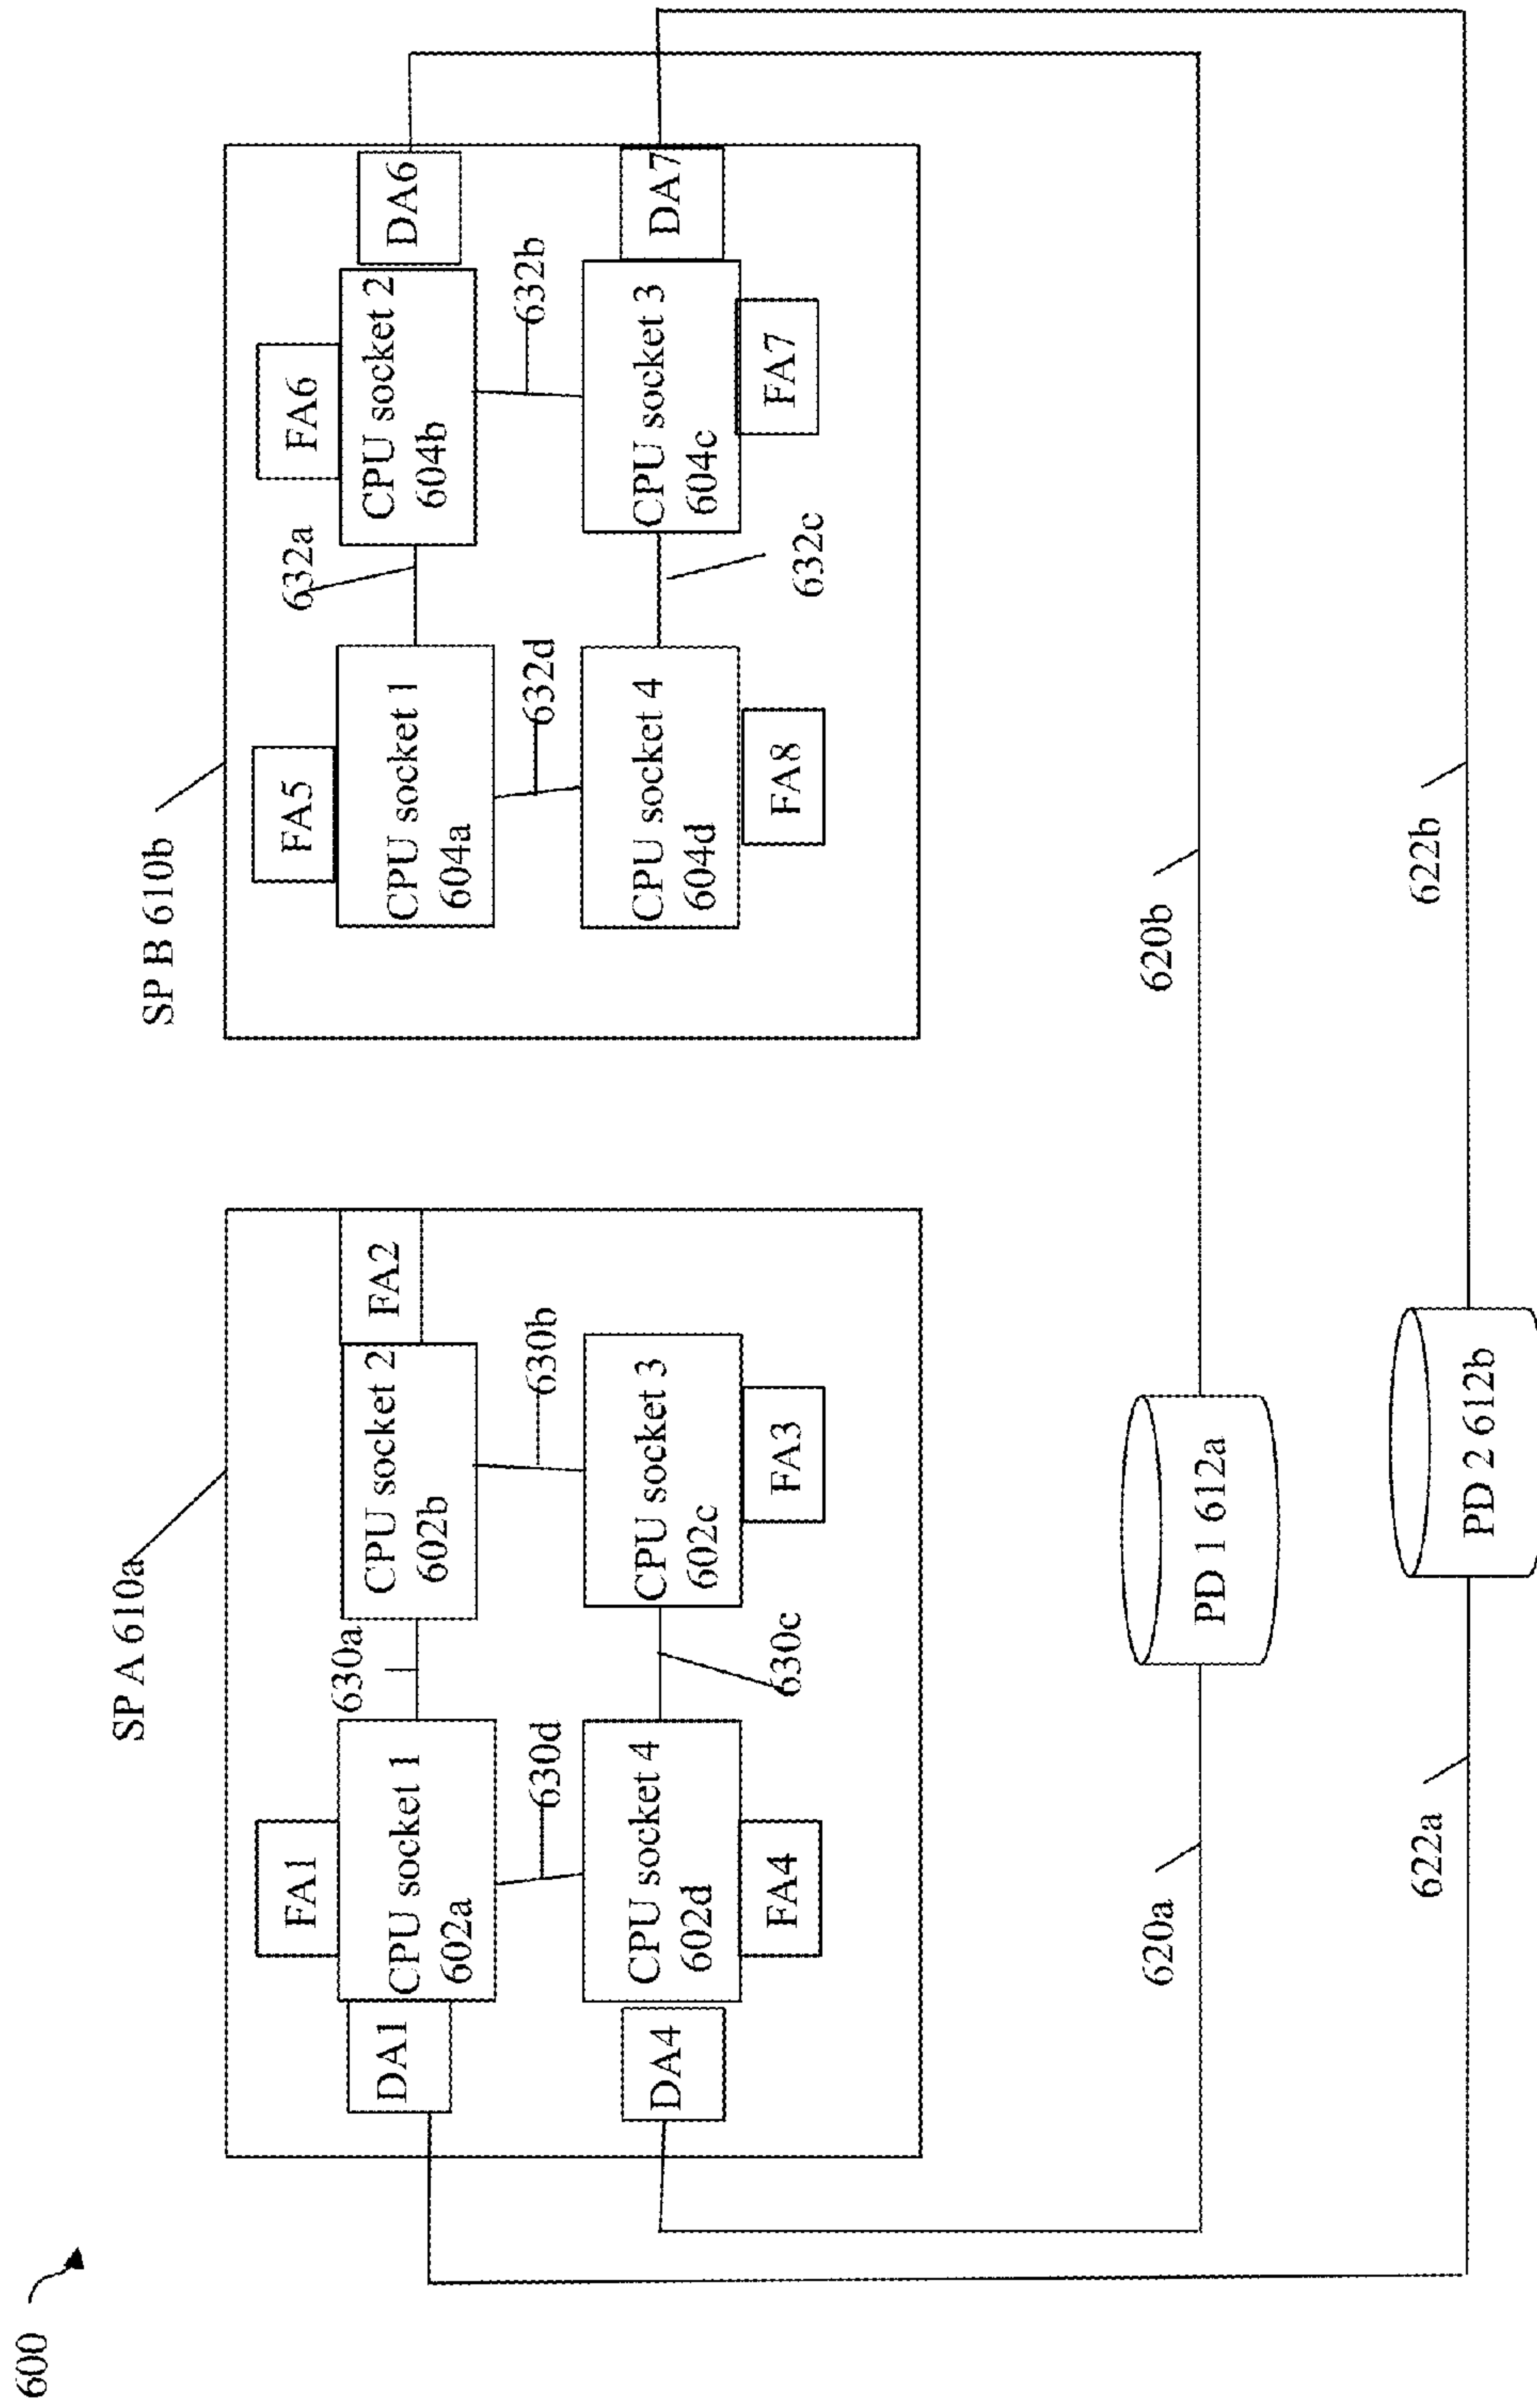 600
SP A 610a
SP B 610b
FA1
DA1
CPU socket 1
602a
630a
CPU socket 2
602b
FA2
630d
630b
DA4
CPU socket 4
602d
FA4
630c
CPU socket 3
602c
FA3
FA5
CPU socket 1
604a
632a
FA6
CPU socket 2
604b
DA6
632d
632b
CPU socket 4
604d
FA8
632c
CPU socket 3
604c
FA7
DA7
620a
PD 1 612a
620b
622a
PD 2 612b
622b